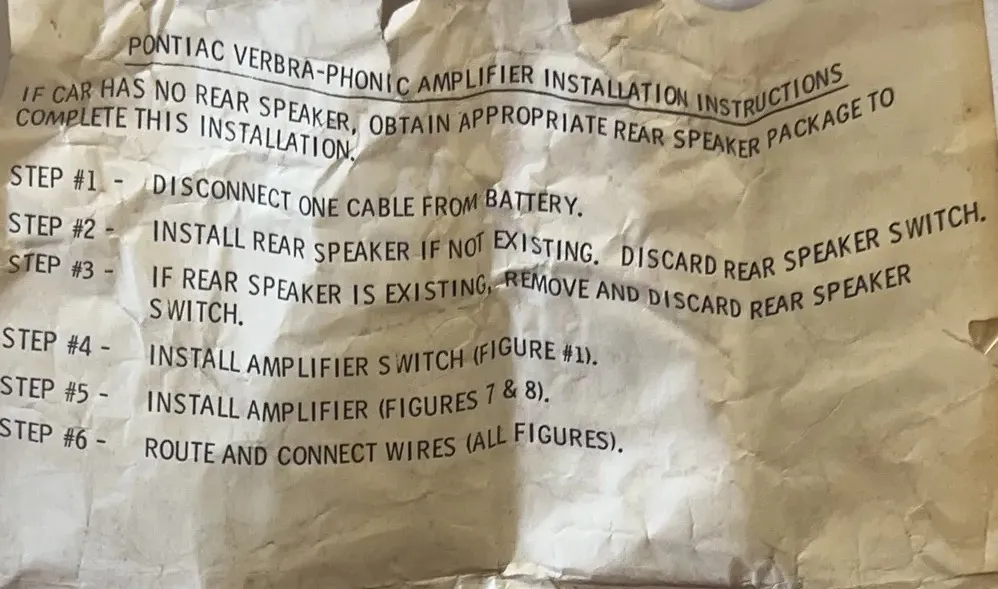 PONTIAC VERBRA-PHONIC AMPLIFIER INSTALLATION INSTRUCTIONS
IF CAR HAS NO REAR SPEAKER, OBTAIN APPROPRIATE REAR SPEAKER PACKAGE TO
COMPLETE THIS INSTALLATION.
STEP #1 - DISCONNECT ONE CABLE FROM BATTERY.
STEP #2 - INSTALL REAR SPEAKER IF NOT EXISTING. DISCARD REAR SPEAKER SWITCH.
STEP #3 - IF REAR SPEAKER IS EXISTING, REMOVE AND DISCARD REAR SPEAKER
SWITCH.
STEP #4 - INSTALL AMPLIFIER SWITCH (FIGURE #1).
STEP #5 - INSTALL AMPLIFIER (FIGURES 7 & 8).
STEP #6 - ROUTE AND CONNECT WIRES (ALL FIGURES).